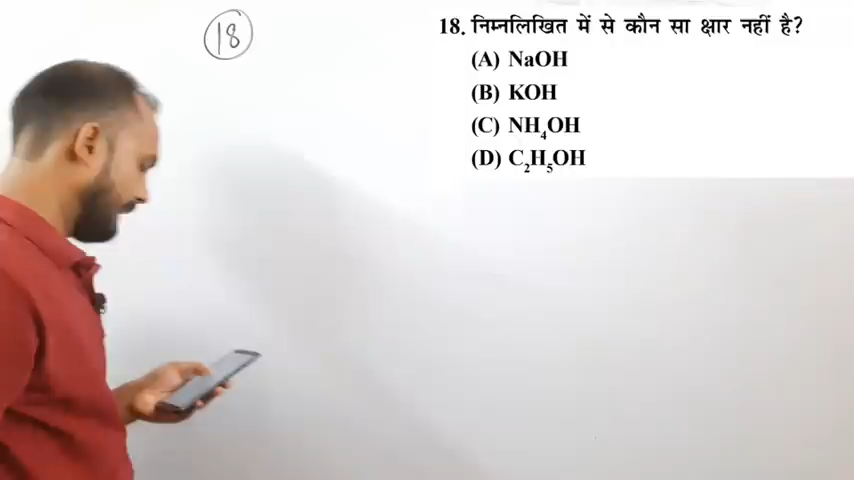 18
18. निम्नलिखित में से कौन सा क्षार नहीं है?
(A) NaOH
(B) KOH
(C) NH₄OH
(D) C₂H₅OH